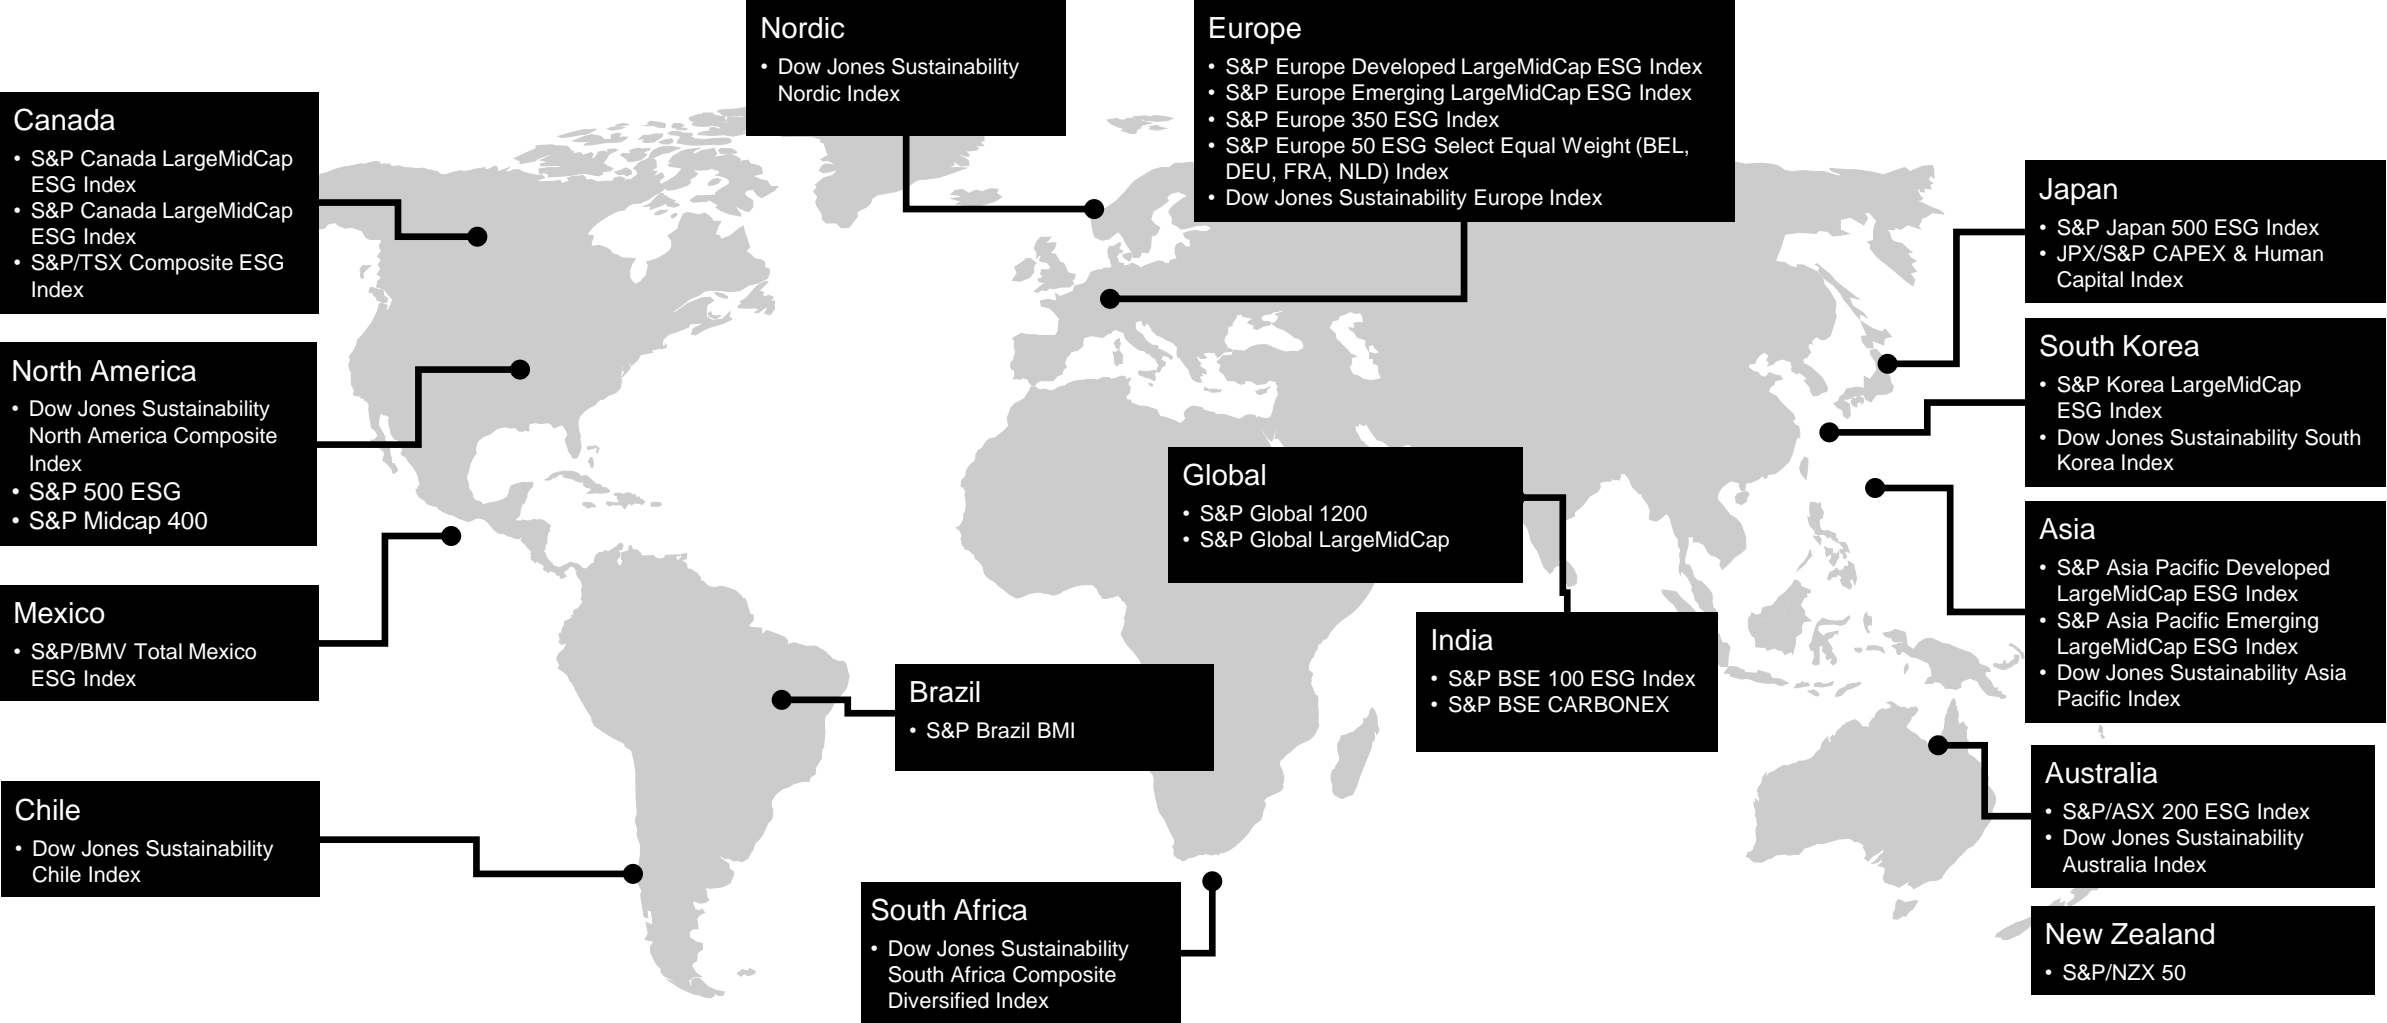 Nordic
• Dow Jones Sustainability
Nordic Index
Europe
• S&P Europe Developed LargeMidCap ESG Index
• S&P Europe Emerging LargeMidCap ESG Index
• S&P Europe 350 ESG Index
• S&P Europe 50 ESG Select Equal Weight (BEL,
DEU, FRA, NLD) Index
• Dow Jones Sustainability Europe Index
Canada
• S&P Canada LargeMidCap
ESG Index
• S&P Canada LargeMidCap
ESG Index
• S&P/TSX Composite ESG
Index
Japan
• S&P Japan 500 ESG Index
• JPX/S&P CAPEX & Human
Capital Index
North America
• Dow Jones Sustainability
North America Composite
Index
• S&P 500 ESG
• S&P Midcap 400
South Korea
• S&P Korea LargeMidCap
ESG Index
• Dow Jones Sustainability South
Korea Index
Global
• S&P Global 1200
• S&P Global LargeMidCap
Asia
• S&P Asia Pacific Developed
LargeMidCap ESG Index
• S&P Asia Pacific Emerging
LargeMidCap ESG Index
• Dow Jones Sustainability Asia
Pacific Index
Mexico
• S&P/BMV Total Mexico
ESG Index
India
• S&P BSE 100 ESG Index
• S&P BSE CARBONEX
Brazil
• S&P Brazil BMI
Australia
• S&P/ASX 200 ESG Index
• Dow Jones Sustainability
Australia Index
Chile
• Dow Jones Sustainability
Chile Index
South Africa
• Dow Jones Sustainability
South Africa Composite
Diversified Index
New Zealand
• S&P/NZX 50